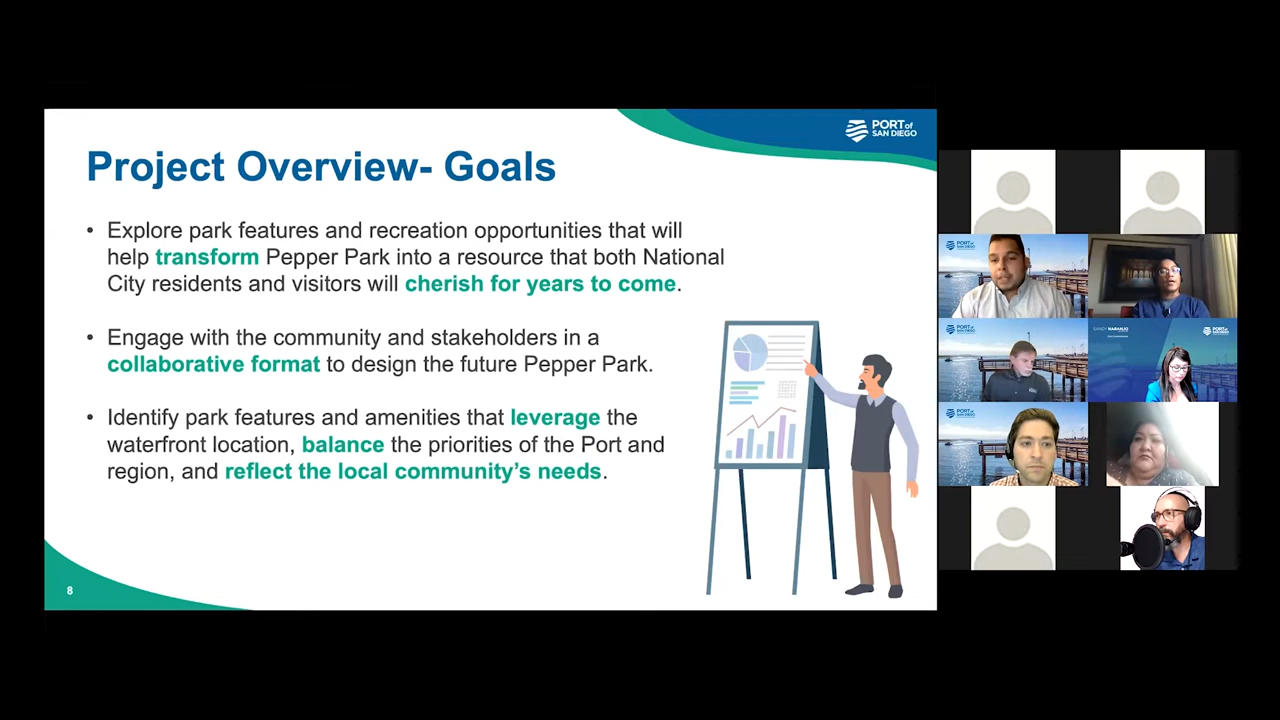 PORT of
SAN DIEGO
Project Overview- Goals
• Explore park features and recreation opportunities that will
help transform Pepper Park into a resource that both National
City residents and visitors will cherish for years to come.
• Engage with the community and stakeholders in a
collaborative format to design the future Pepper Park.
• Identify park features and amenities that leverage the
waterfront location, balance the priorities of the Port and
region, and reflect the local community’s needs.
8
SANDY NARANJO